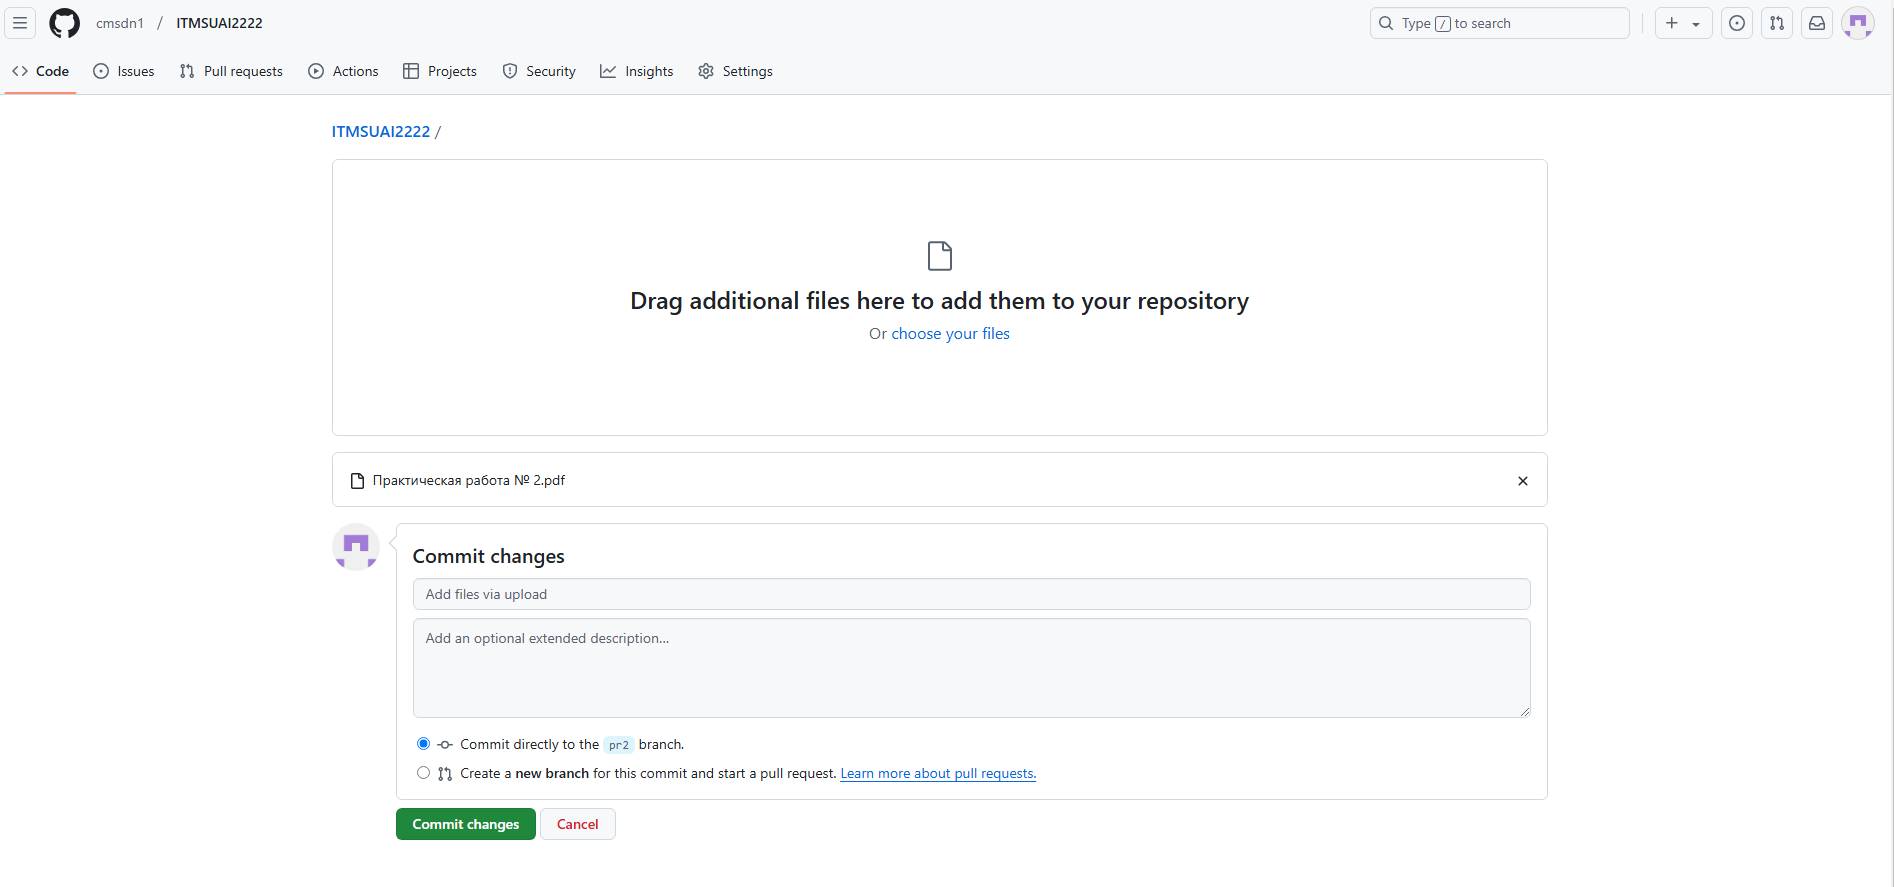 cmsdn1 / ITMSUAI2222
Type / to search
Code Issues Pull requests Actions Projects Security Insights Settings
ITMSUAI2222 /
Drag additional files here to add them to your repository
Or choose your files
Практическая работа № 2.pdf
Commit changes
Add files via upload
Add an optional extended description...
Commit directly to the pr2 branch.
Create a new branch for this commit and start a pull request. Learn more about pull requests.
Commit changes Cancel